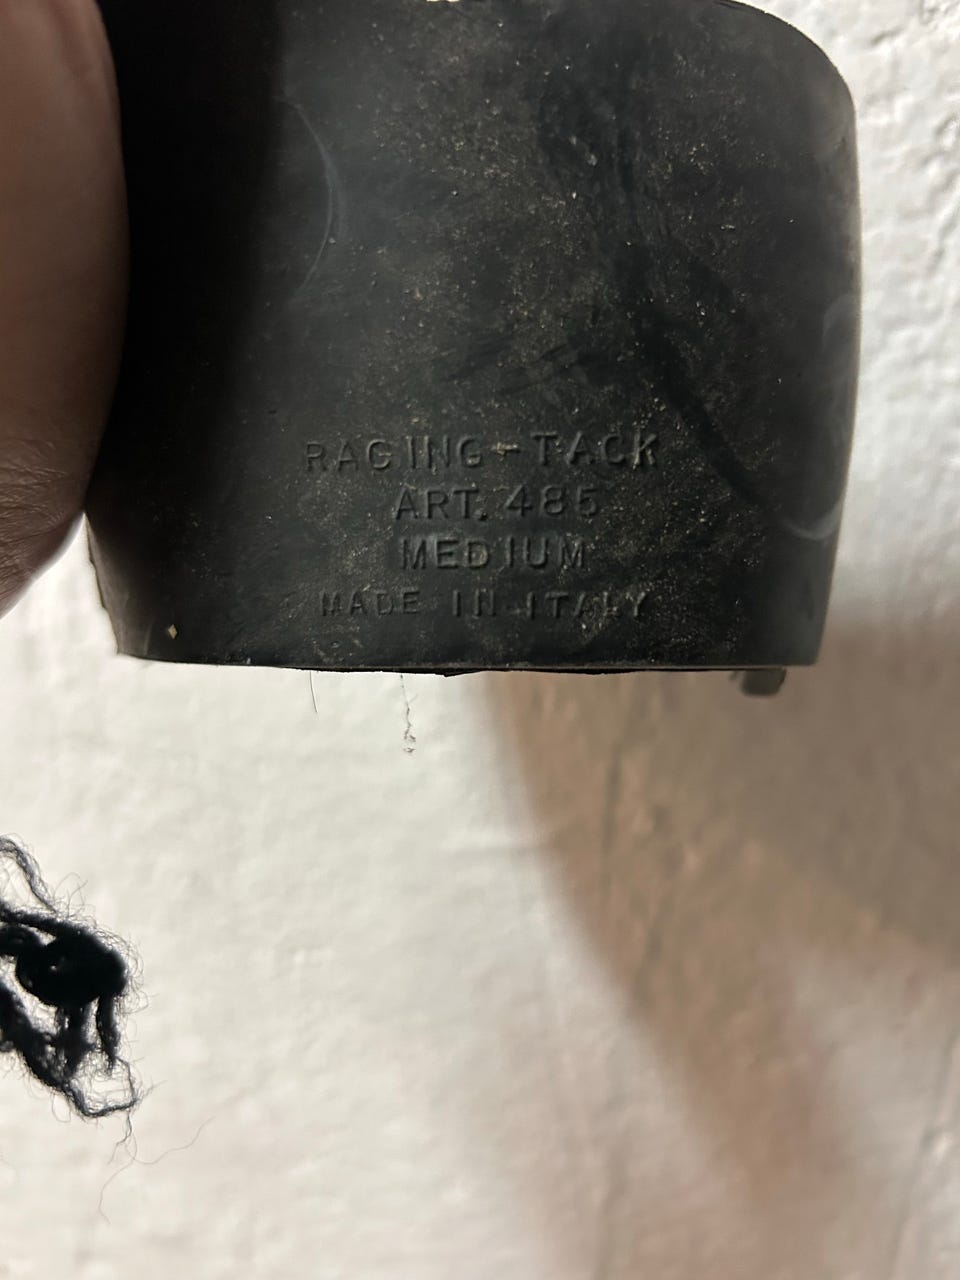 RACING-TACK
ART. 485
MEDIUM
MADE IN ITALY